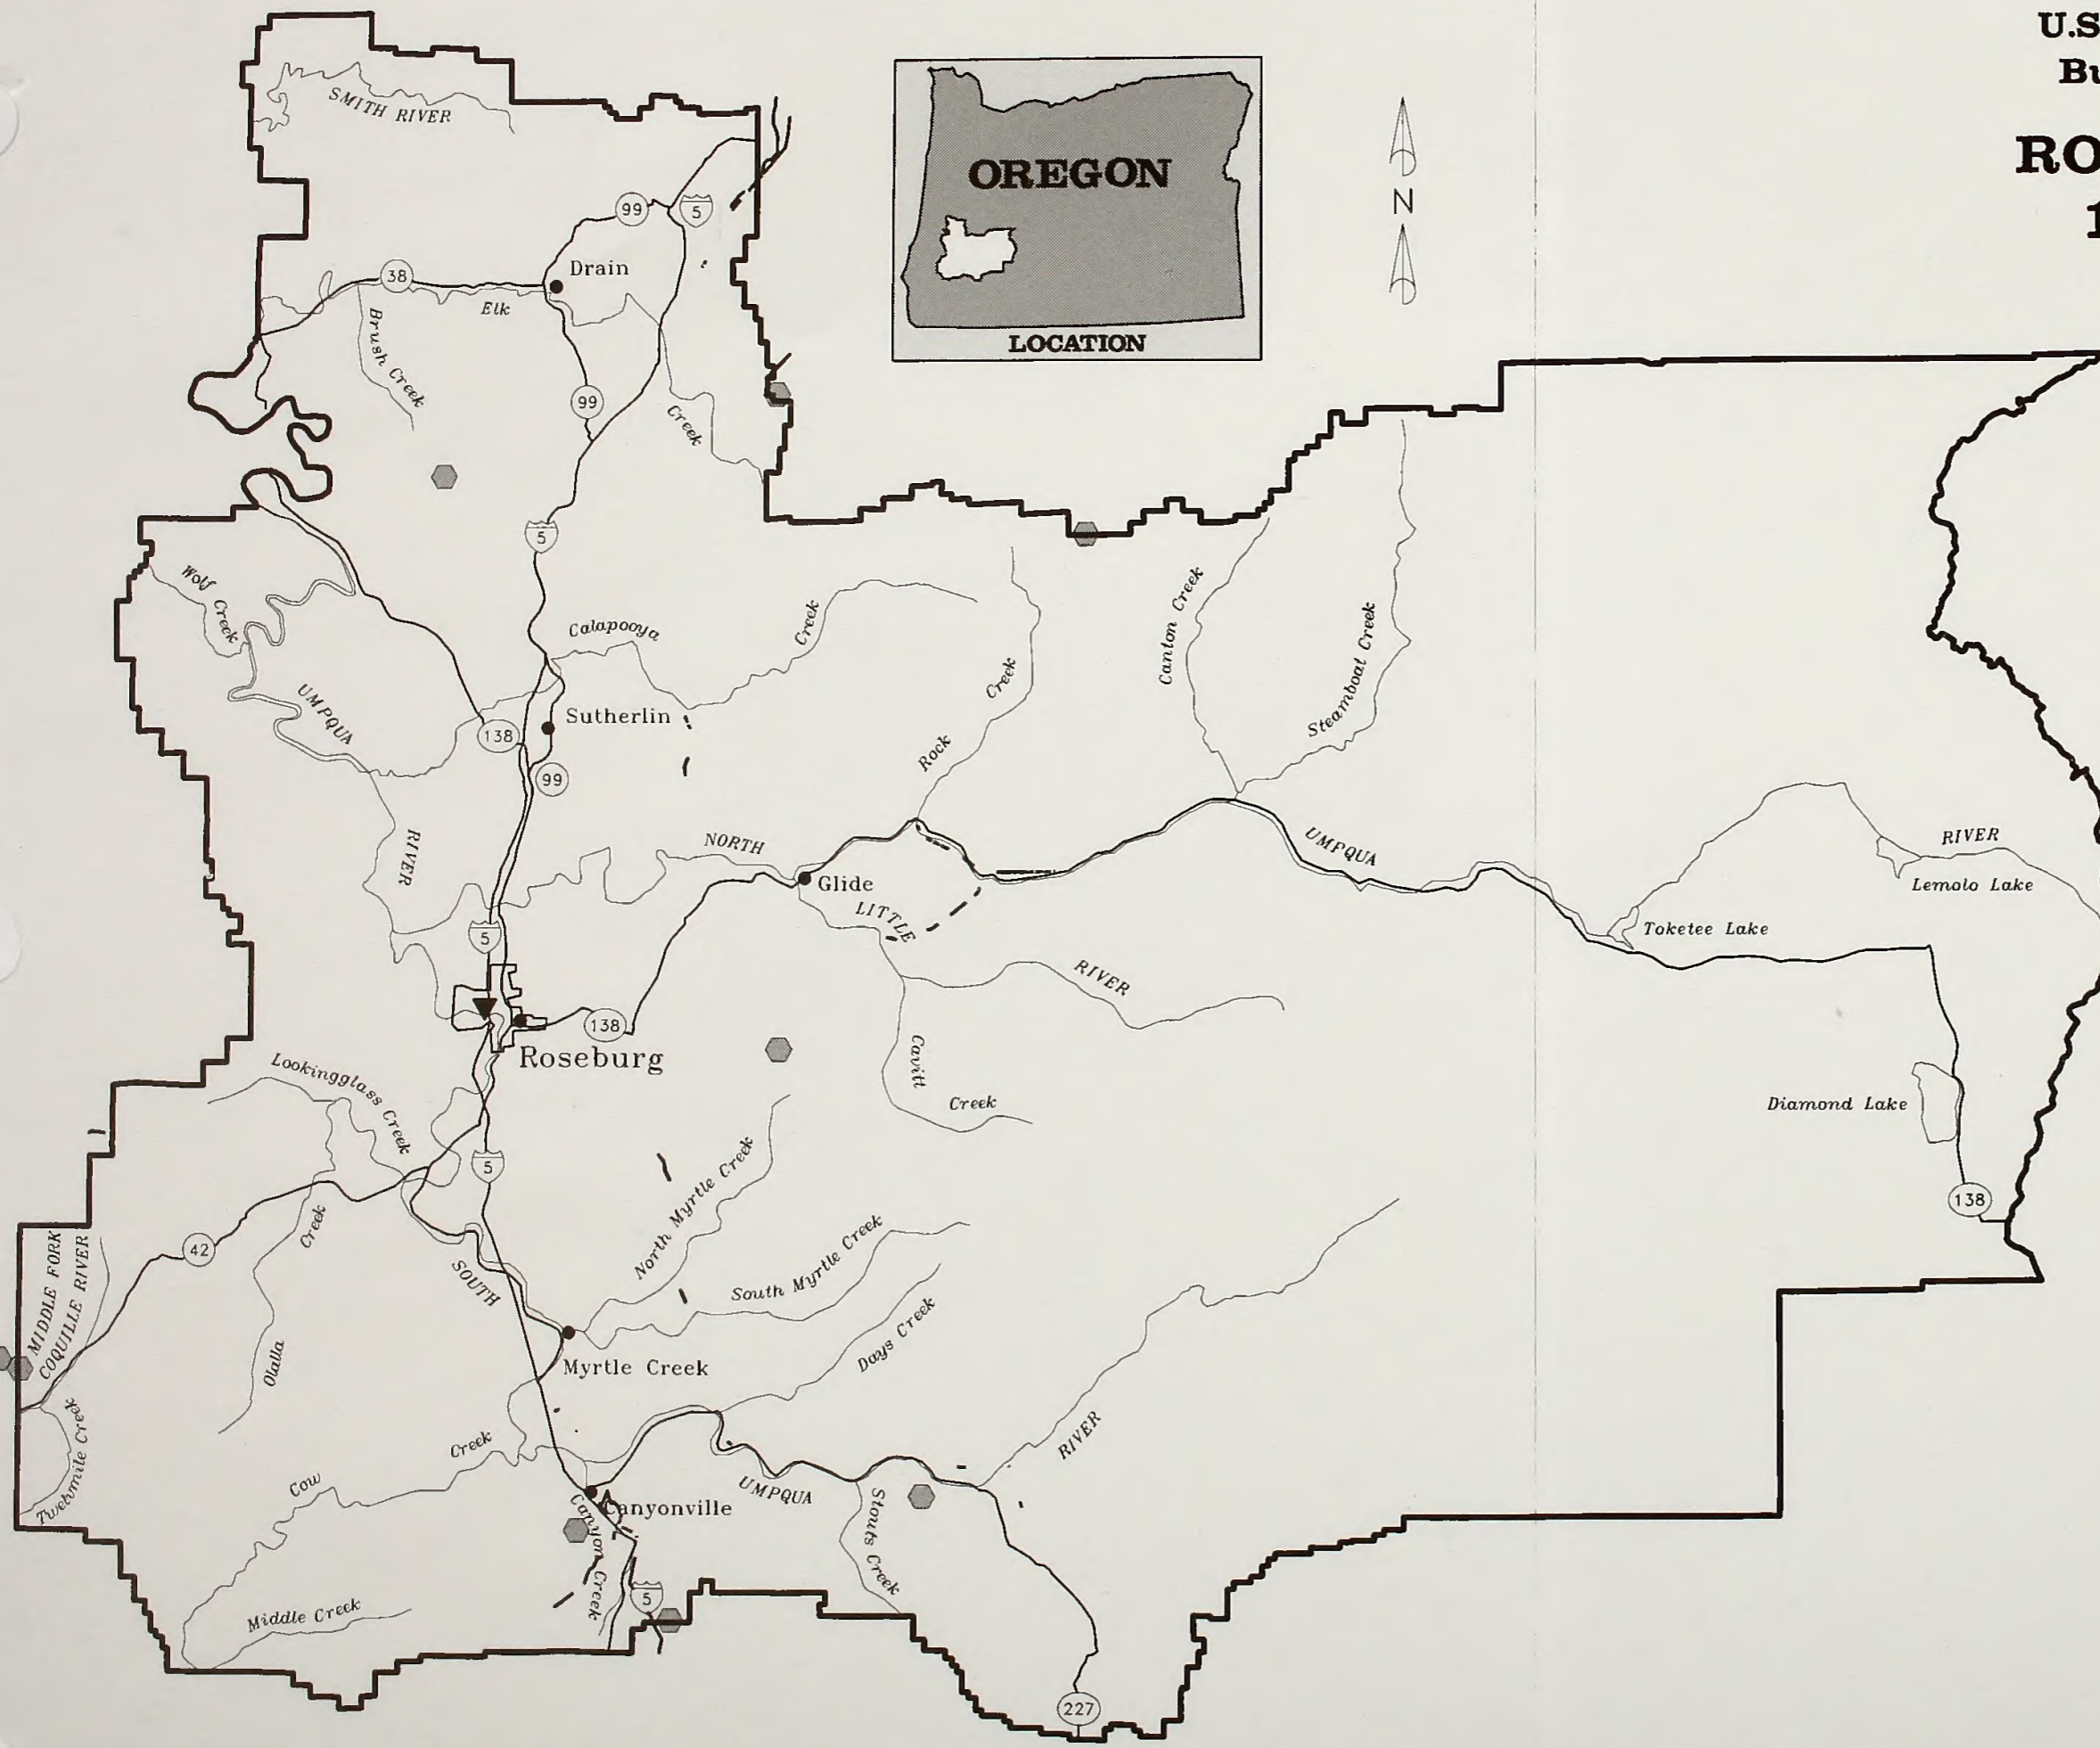 U.S
Bu
RO
1
OREGON
LOCATION
N
SMITH RIVER
99
5
38
Drain
Elk
Brush Creek
99
Creek
5
Wolf
Creek
Calapooya
Creek
Canton Creek
Steamboat Creek
Creek
UMPQUA
Sutherlin
138
Rock
99
RIVER
NORTH
UMPQUA
RIVER
Glide
Lemolo Lake
LITTLE
5
Toketee Lake
RIVER
138
Roseburg
Cavitt
Creek
Lookingglass Creek
Diamond Lake
5
North Myrtle Creek
138
42
Creek
MIDDLE FORK
COQUILLE RIVER
SOUTH
South Myrtle Creek
Days Creek
Olalla
Myrtle Creek
Twelvmile Creek
Creek
RIVER
Cow
UMPQUA
Canyonville
Canyon Creek
Stouts Creek
5
Middle Creek
227